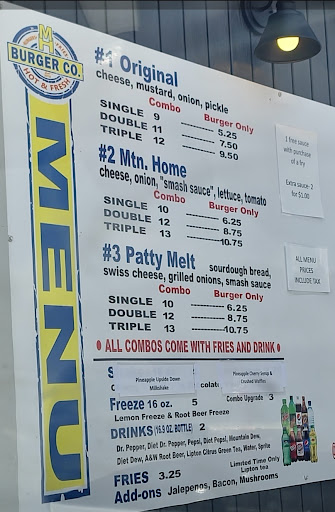 MH
BURGER CO.
HOT & FRESH
MENU
#1 Original
cheese, mustard, onion, pickle
Combo Burger Only
SINGLE 9 ---------- 5.25
DOUBLE 11 ---------- 7.50
TRIPLE 12 ---------- 9.50
#2 Mtn. Home
cheese, onion, "smash sauce", lettuce, tomato
Combo Burger Only
SINGLE 10 ---------- 6.25
DOUBLE 12 ---------- 8.75
TRIPLE 13 ---------- 10.75
#3 Patty Melt sourdough bread,
swiss cheese, grilled onions, smash sauce
Combo Burger Only
SINGLE 10 ---------- 6.25
DOUBLE 12 ---------- 8.75
TRIPLE 13 ---------- 10.75
• ALL COMBOS COME WITH FRIES AND DRINK •
Pineapple Upside Down
Milkshake
Pineapple Cherry Swirl &
Crushed Waffles
Freeze 16 oz. 5 Combo Upgrade 3
Lemon Freeze & Root Beer Freeze
DRINKS (16.9 OZ. BOTTLE) 2
Dr. Pepper, Diet Dr. Pepper, Pepsi, Diet Pepsi, Mountain Dew,
Diet Dew, A&W Root Beer, Lipton Citrus Green Tea, Water, Sprite
Limited Time Only
Lipton tea
FRIES 3.25
Add-ons Jalepenos, Bacon, Mushrooms
1 free sauce
with purchase
of a fry
Extra sauce: 2
for $1.00
ALL MENU
PRICES
INCLUDE TAX